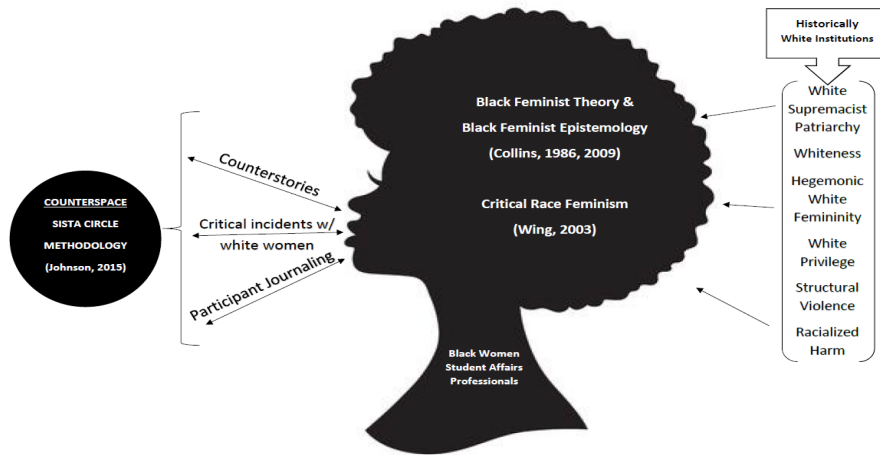 COUNTERSPACE
SISTA CIRCLE
METHODOLOGY
(Johnson, 2015)
Counterstories
Critical incidents w/
white women
Participant Journaling
Black Feminist Theory &
Black Feminist Epistemology
(Collins, 1986, 2009)
Critical Race Feminism
(Wing, 2003)
Black Women
Student Affairs
Professionals
Historically
White Institutions
White
Supremacist
Patriarchy
Whiteness
Hegemonic
White
Femininity
White
Privilege
Structural
Violence
Racialized
Harm